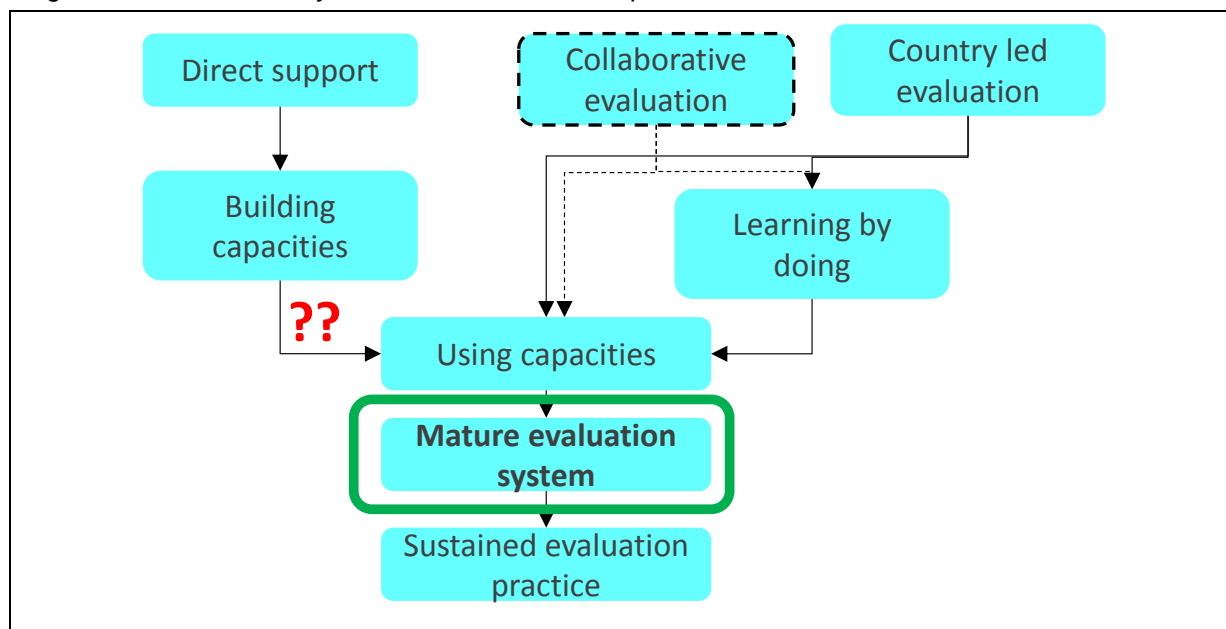 Direct support
Collaborative
evaluation
Country led
evaluation
Building
capacities
Learning by
doing
??
Using capacities
Mature evaluation
system
Sustained evaluation
practice